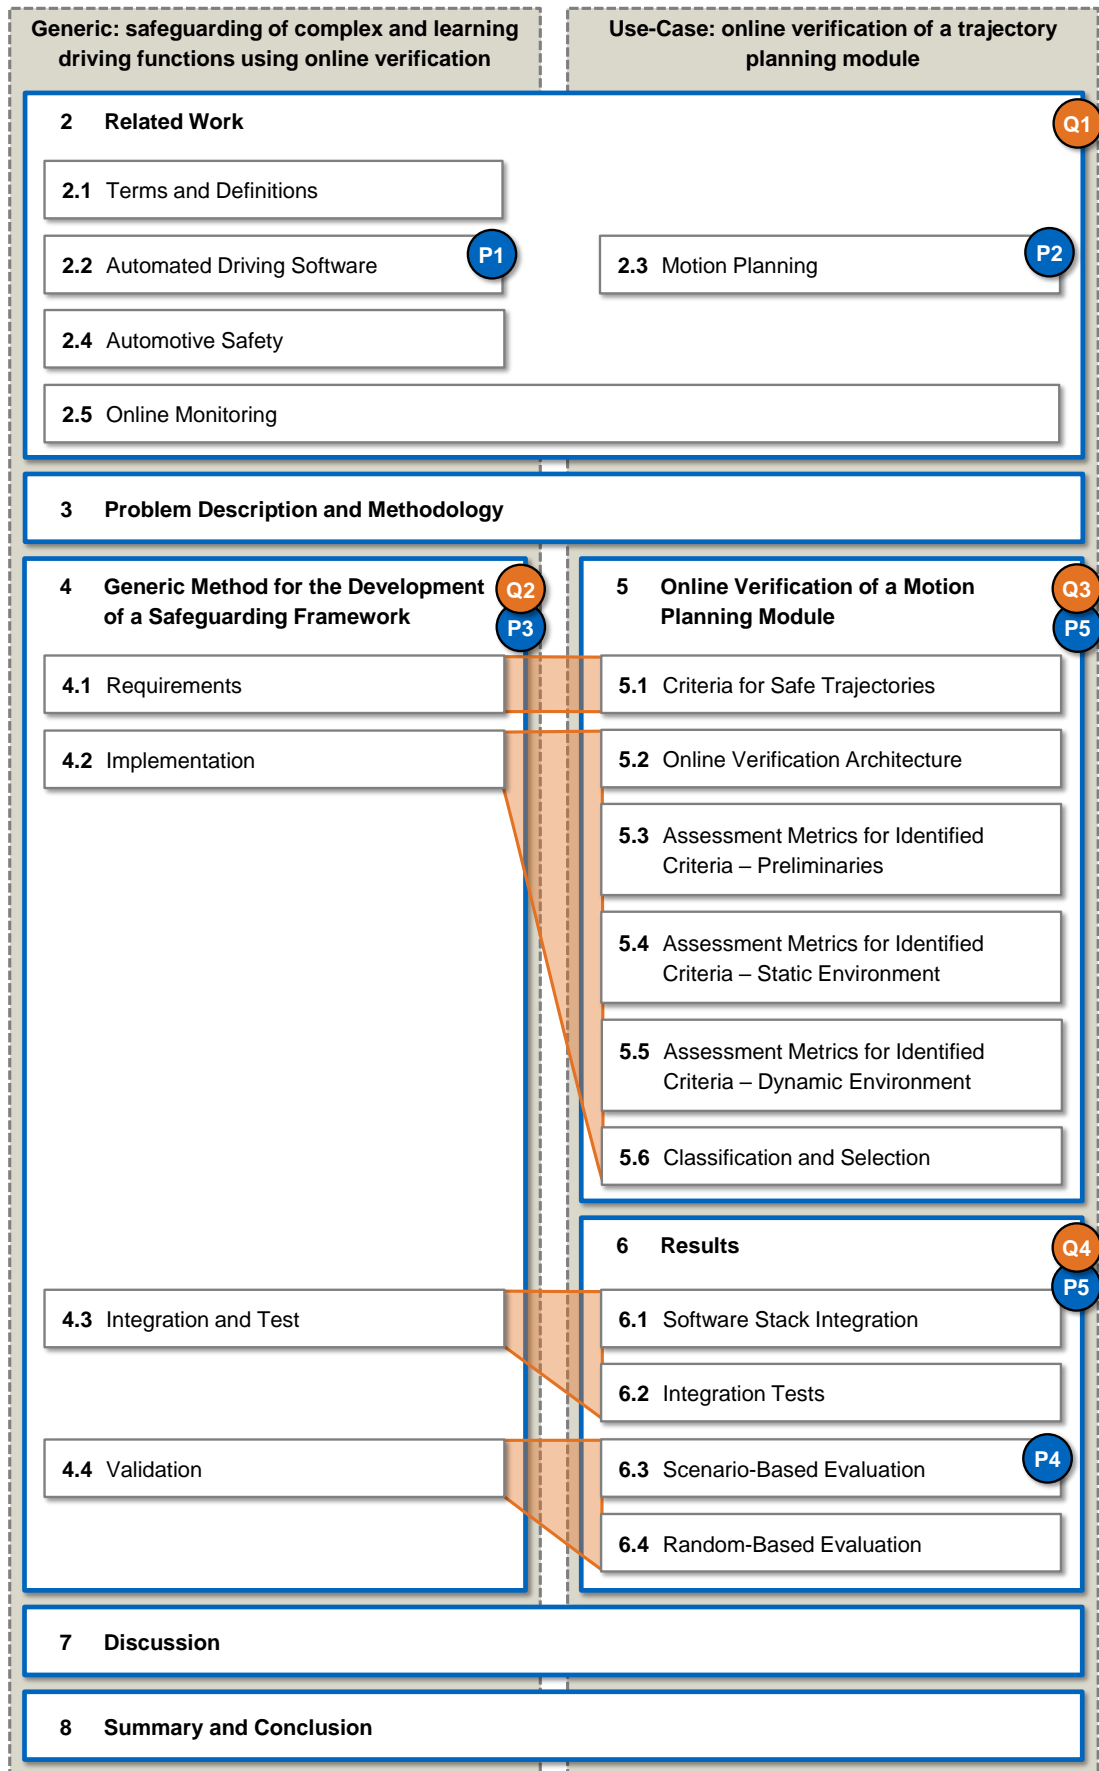 Generic: safeguarding of complex and learning
driving functions using online verification
Use-Case: online verification of a trajectory
planning module
2 Related Work
Q1
2.1 Terms and Definitions
2.2 Automated Driving Software
P1
2.3 Motion Planning
P2
2.4 Automotive Safety
2.5 Online Monitoring
3 Problem Description and Methodology
4 Generic Method for the Development
of a Safeguarding Framework
Q2
P3
4.1 Requirements
4.2 Implementation
4.3 Integration and Test
4.4 Validation
5 Online Verification of a Motion
Planning Module
Q3
P5
5.1 Criteria for Safe Trajectories
5.2 Online Verification Architecture
5.3 Assessment Metrics for Identified
Criteria – Preliminaries
5.4 Assessment Metrics for Identified
Criteria – Static Environment
5.5 Assessment Metrics for Identified
Criteria – Dynamic Environment
5.6 Classification and Selection
6 Results
Q4
P5
6.1 Software Stack Integration
6.2 Integration Tests
6.3 Scenario-Based Evaluation
P4
6.4 Random-Based Evaluation
7 Discussion
8 Summary and Conclusion